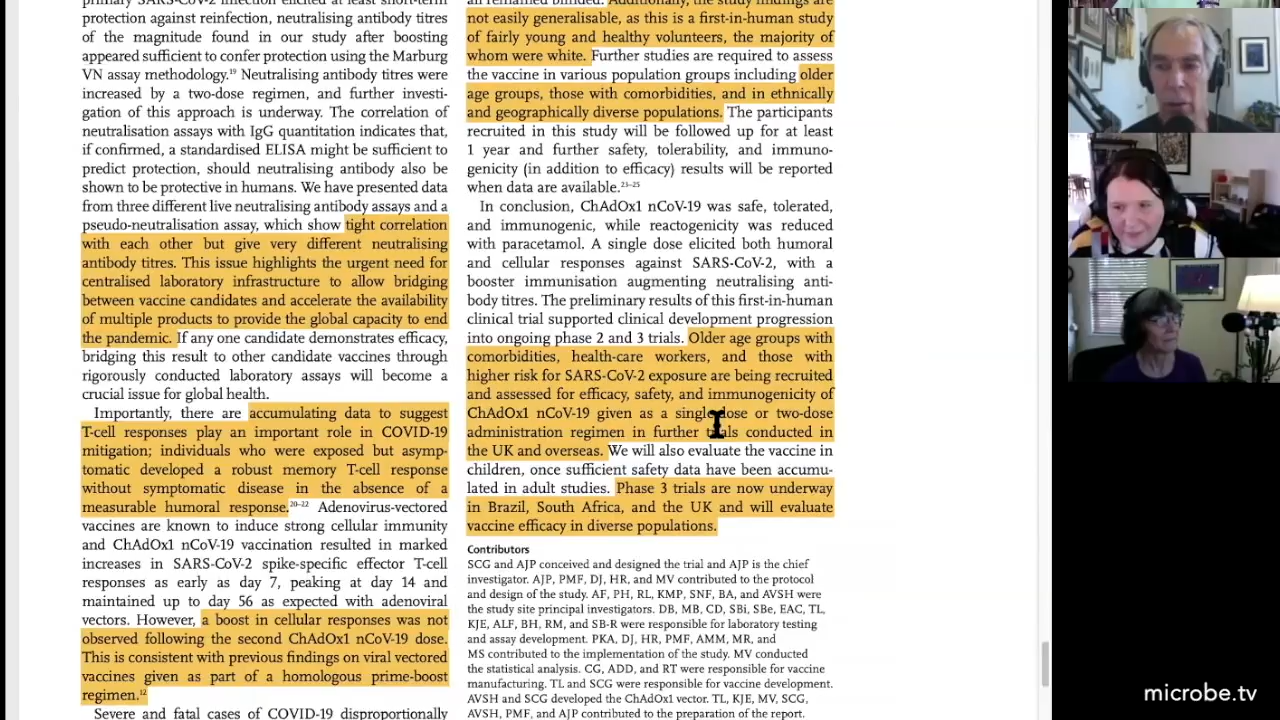 primary SARS-CoV-2 infection elicited at least short-term
protection against reinfection, neutralising antibody titres
of the magnitude found in our study after boosting
appeared sufficient to confer protection using the Marburg
VN assay methodology.19 Neutralising antibody titres were
increased by a two-dose regimen, and further investi-
gation of this approach is underway. The correlation of
neutralisation assays with IgG quantitation indicates that,
if confirmed, a standardised ELISA might be sufficient to
predict protection, should neutralising antibody also be
shown to be protective in humans. We have presented data
from three different live neutralising antibody assays and a
pseudo-neutralisation assay, which show tight correlation
with each other but give very different neutralising
antibody titres. This issue highlights the urgent need for
centralised laboratory infrastructure to allow bridging
between vaccine candidates and accelerate the availability
of multiple products to provide the global capacity to end
the pandemic. If any one candidate demonstrates efficacy,
bridging this result to other candidate vaccines through
rigorously conducted laboratory assays will become a
crucial issue for global health.
Importantly, there are accumulating data to suggest
T-cell responses play an important role in COVID-19
mitigation; individuals who were exposed but asymp-
tomatic developed a robust memory T-cell response
without symptomatic disease in the absence of a
measurable humoral response.20–22 Adenovirus-vectored
vaccines are known to induce strong cellular immunity
and ChAdOx1 nCoV-19 vaccination resulted in marked
increases in SARS-CoV-2 spike-specific effector T-cell
responses as early as day 7, peaking at day 14 and
maintained up to day 56 as expected with adenoviral
vectors. However, a boost in cellular responses was not
observed following the second ChAdOx1 nCoV-19 dose.
This is consistent with previous findings on viral vectored
vaccines given as part of a homologous prime-boost
regimen.12
Severe and fatal cases of COVID-19 disproportionally
all remained blinded. Additionally, the study findings are
not easily generalisable, as this is a first-in-human study
of fairly young and healthy volunteers, the majority of
whom were white. Further studies are required to assess
the vaccine in various population groups including older
age groups, those with comorbidities, and in ethnically
and geographically diverse populations. The participants
recruited in this study will be followed up for at least
1 year and further safety, tolerability, and immuno-
genicity (in addition to efficacy) results will be reported
when data are available.23–25
In conclusion, ChAdOx1 nCoV-19 was safe, tolerated,
and immunogenic, while reactogenicity was reduced
with paracetamol. A single dose elicited both humoral
and cellular responses against SARS-CoV-2, with a
booster immunisation augmenting neutralising anti-
body titres. The preliminary results of this first-in-human
clinical trial supported clinical development progression
into ongoing phase 2 and 3 trials. Older age groups with
comorbidities, health-care workers, and those with
higher risk for SARS-CoV-2 exposure are being recruited
and assessed for efficacy, safety, and immunogenicity of
ChAdOx1 nCoV-19 given as a single-dose or two-dose
administration regimen in further trials conducted in
the UK and overseas. We will also evaluate the vaccine in
children, once sufficient safety data have been accumu-
lated in adult studies. Phase 3 trials are now underway
in Brazil, South Africa, and the UK and will evaluate
vaccine efficacy in diverse populations.
Contributors
SCG and AJP conceived and designed the trial and AJP is the chief
investigator. AJP, PMF, DJ, HR, and MV contributed to the protocol
and design of the study. AF, PH, RL, KMP, SNF, BA, and AVSH were
the study site principal investigators. DB, MB, CD, SBi, SBe, EAC, TL,
KJE, ALF, BH, RM, and SB-R were responsible for laboratory testing
and assay development. PKA, DJ, HR, PMF, AMM, MR, and
MS contributed to the implementation of the study. MV conducted
the statistical analysis. CG, ADD, and RT were responsible for vaccine
manufacturing. TL and SCG were responsible for vaccine development.
AVSH and SCG developed the ChAdOx1 vector. TL, KJE, MV, SCG,
AVSH, PMF, and AJP contributed to the preparation of the report.
microbe.tv